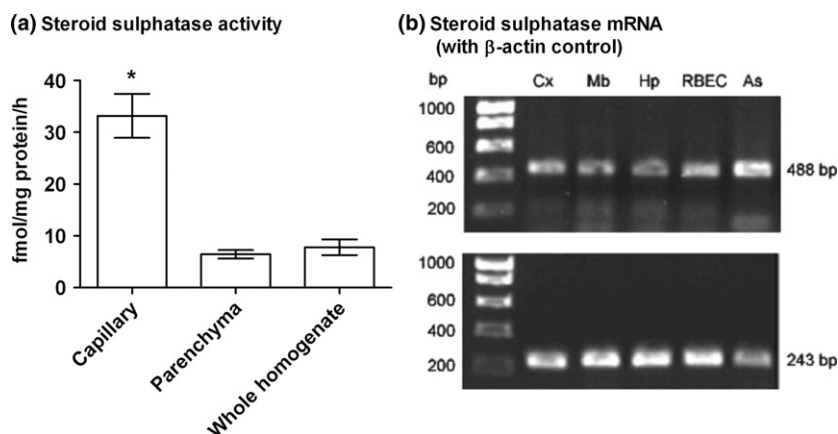 (a) Steroid sulphatase activity
fmol/mg protein/h
40
30
20
10
0
*
Capillary
Parenchyma
Whole homogenate
(b) Steroid sulphatase mRNA
(with β-actin control)
bp
Cx Mb Hp RBEC As
1000
600
400
200
488 bp
1000
600
400
200
243 bp